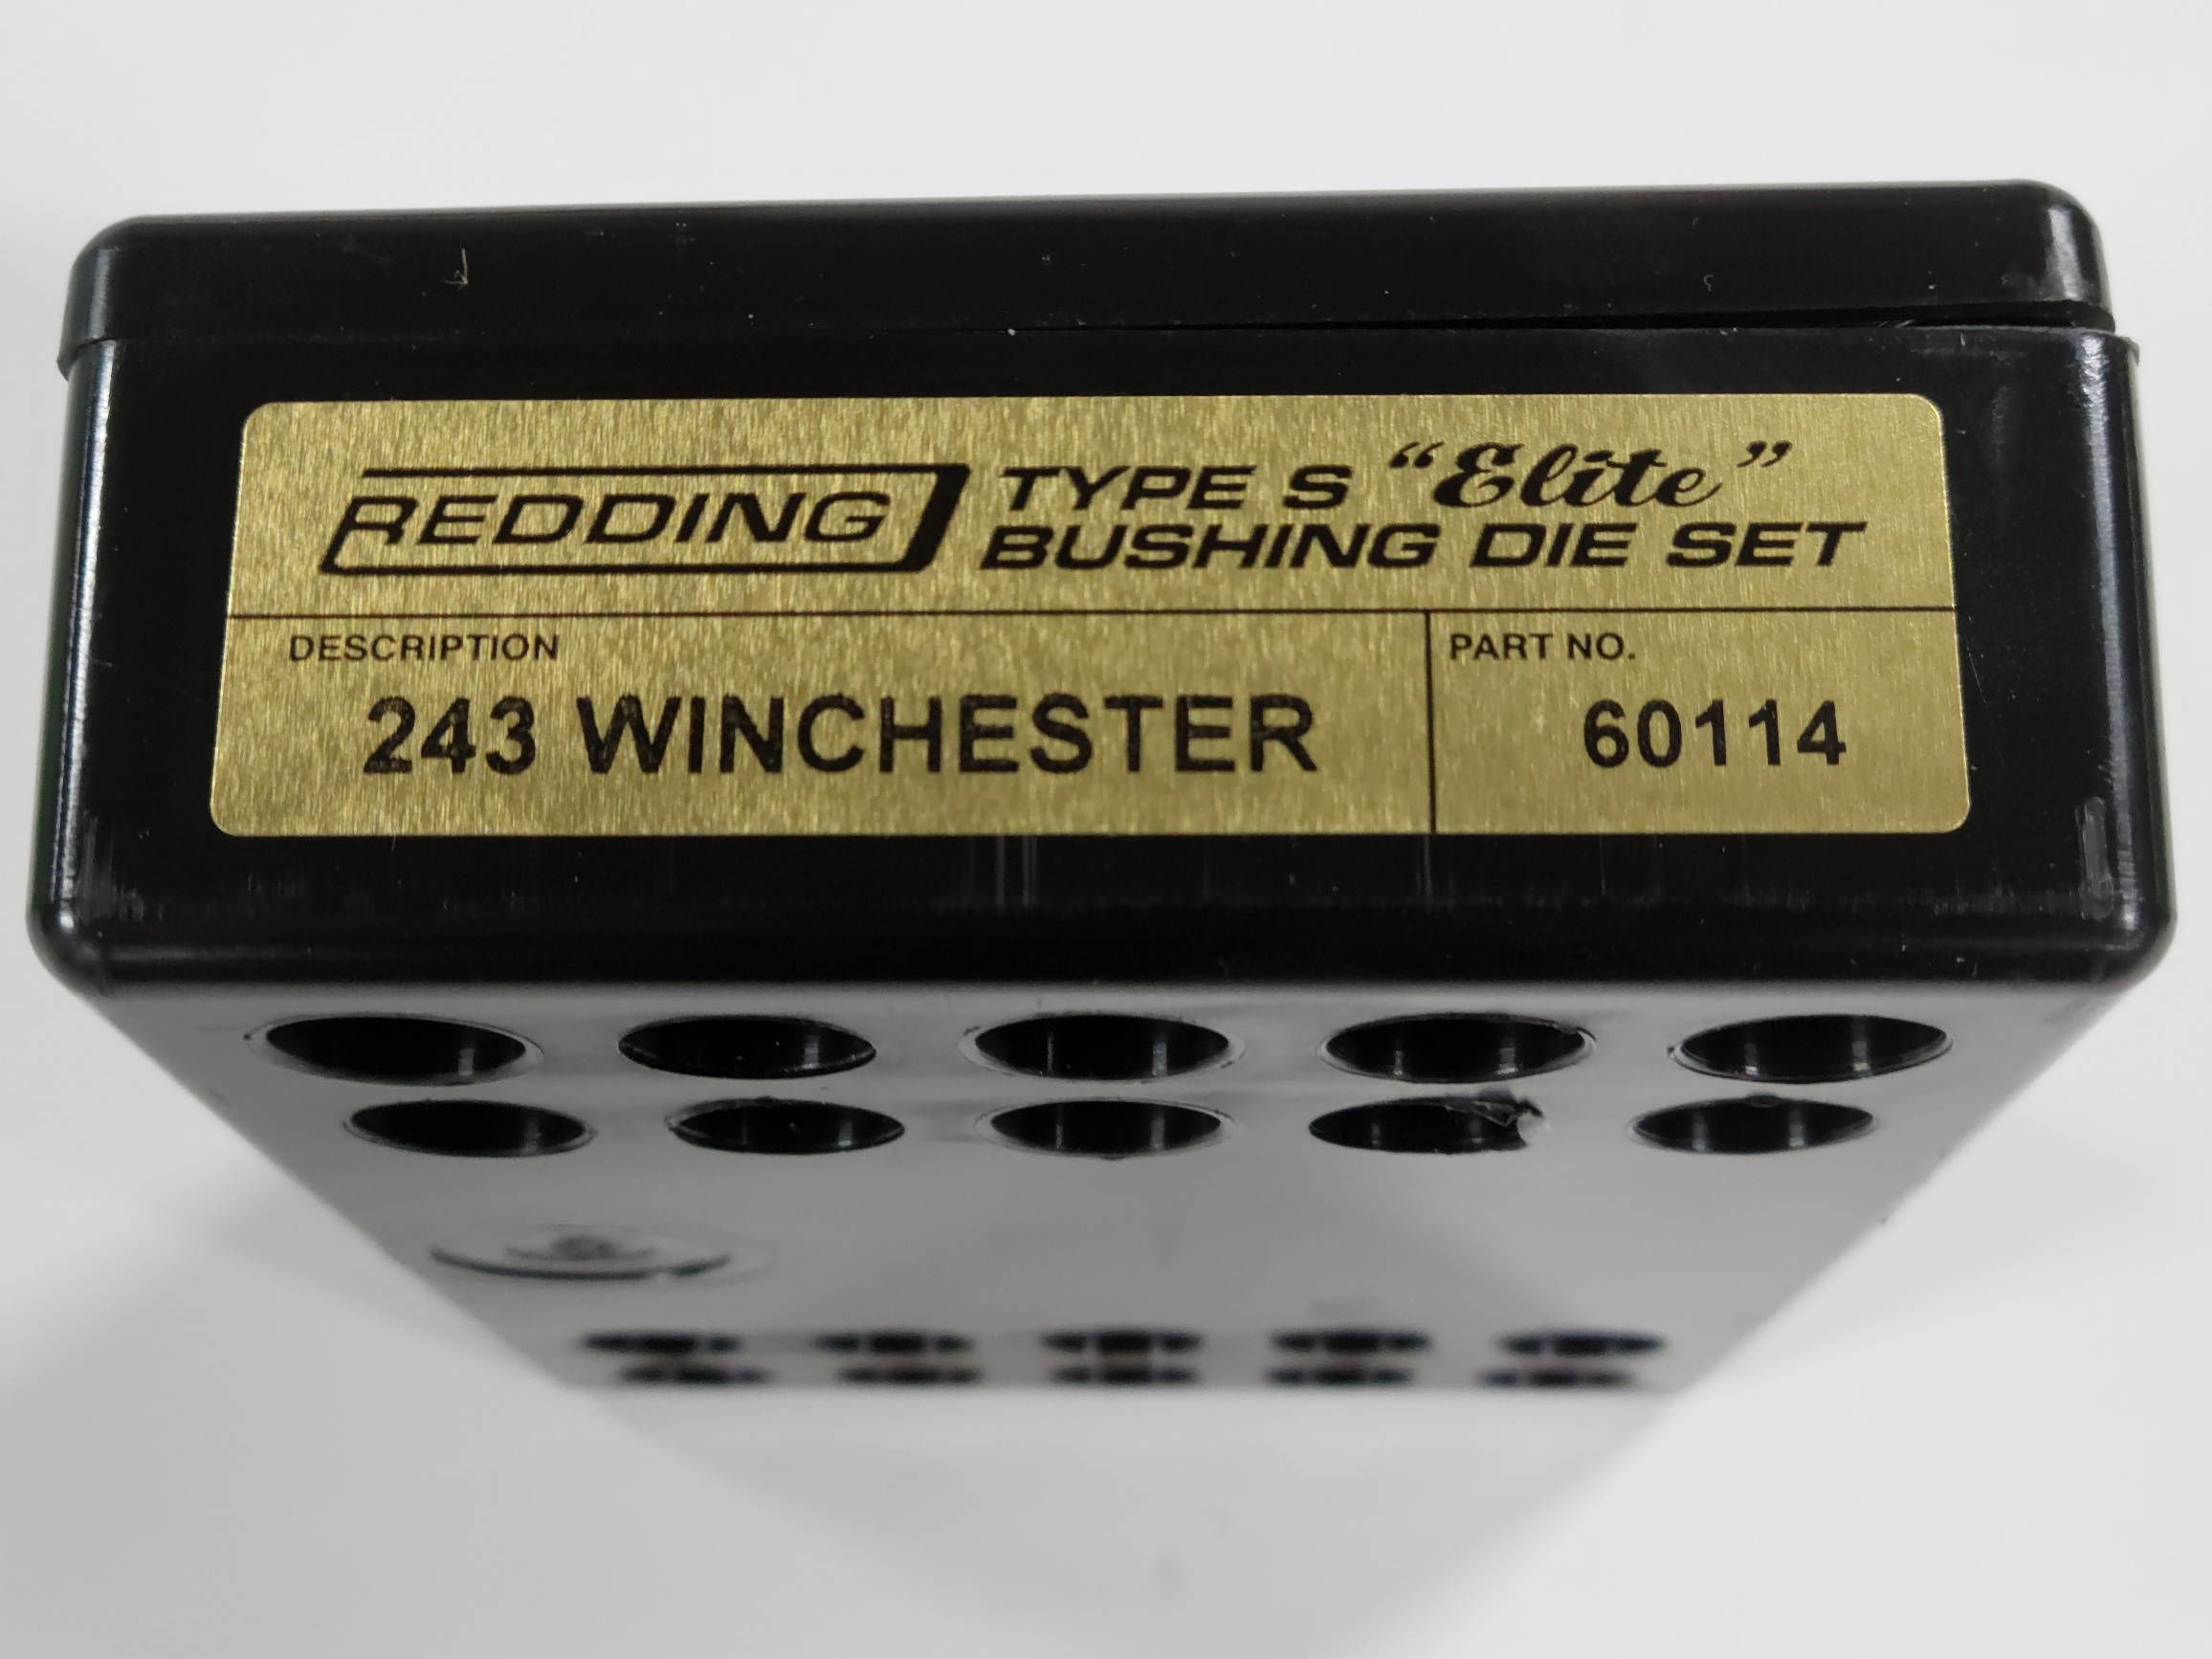 REDDING
TYPE S “Elite”
BUSHING DIE SET
DESCRIPTION
243 WINCHESTER
PART NO.
60114